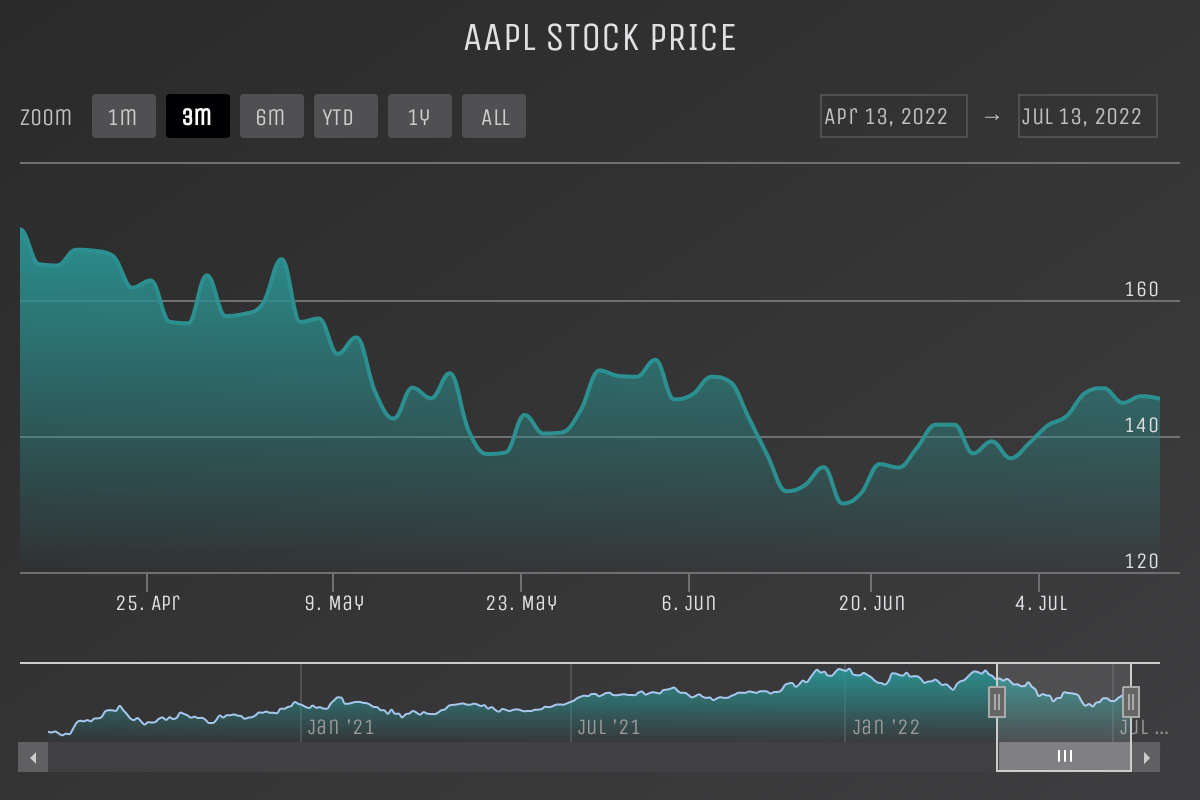 AAPL STOCK PRICE
Zoom 1m 3m 6m YTD 1Y ALL Apr 13, 2022 → Jul 13, 2022
160
140
120
25. Apr 9. May 23. May 6. Jun 20. Jun 4. Jul
Jan '21 Jul '21 Jan '22 Jul …